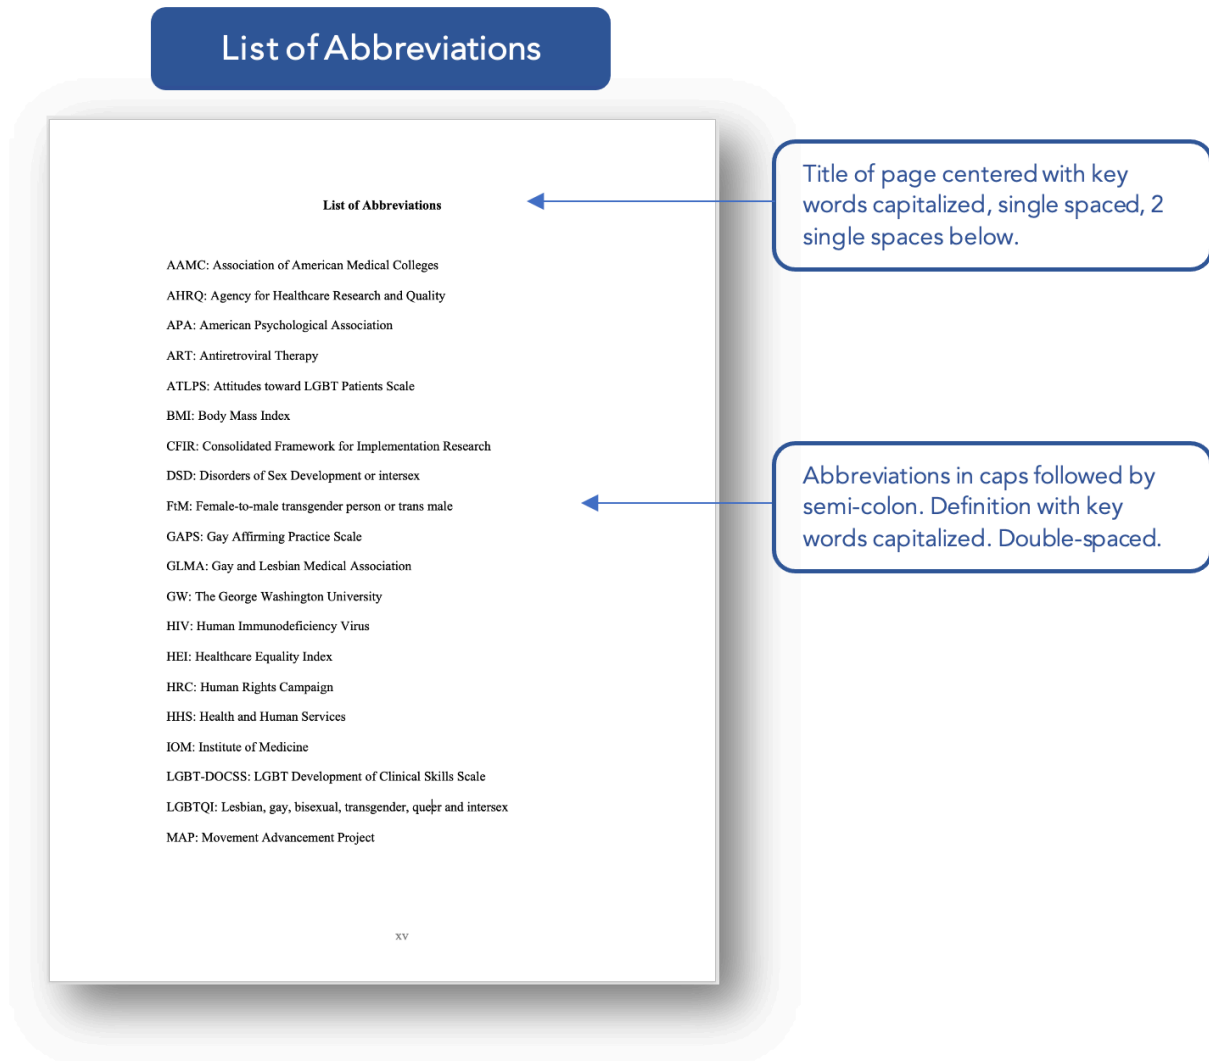 List of Abbreviations
List of Abbreviations
AAMC: Association of American Medical Colleges
AHRQ: Agency for Healthcare Research and Quality
APA: American Psychological Association
ART: Antiretroviral Therapy
ATLPS: Attitudes toward LGBT Patients Scale
BMI: Body Mass Index
CFIR: Consolidated Framework for Implementation Research
DSD: Disorders of Sex Development or intersex
FtM: Female-to-male transgender person or trans male
GAPS: Gay Affirming Practice Scale
GLMA: Gay and Lesbian Medical Association
GW: The George Washington University
HIV: Human Immunodeficiency Virus
HEI: Healthcare Equality Index
HRC: Human Rights Campaign
HHS: Health and Human Services
IOM: Institute of Medicine
LGBT-DOCSS: LGBT Development of Clinical Skills Scale
LGBTQI: Lesbian, gay, bisexual, transgender, queer and intersex
MAP: Movement Advancement Project
xv
Title of page centered with key
words capitalized, single spaced, 2
single spaces below.
Abbreviations in caps followed by
semi-colon. Definition with key
words capitalized. Double-spaced.